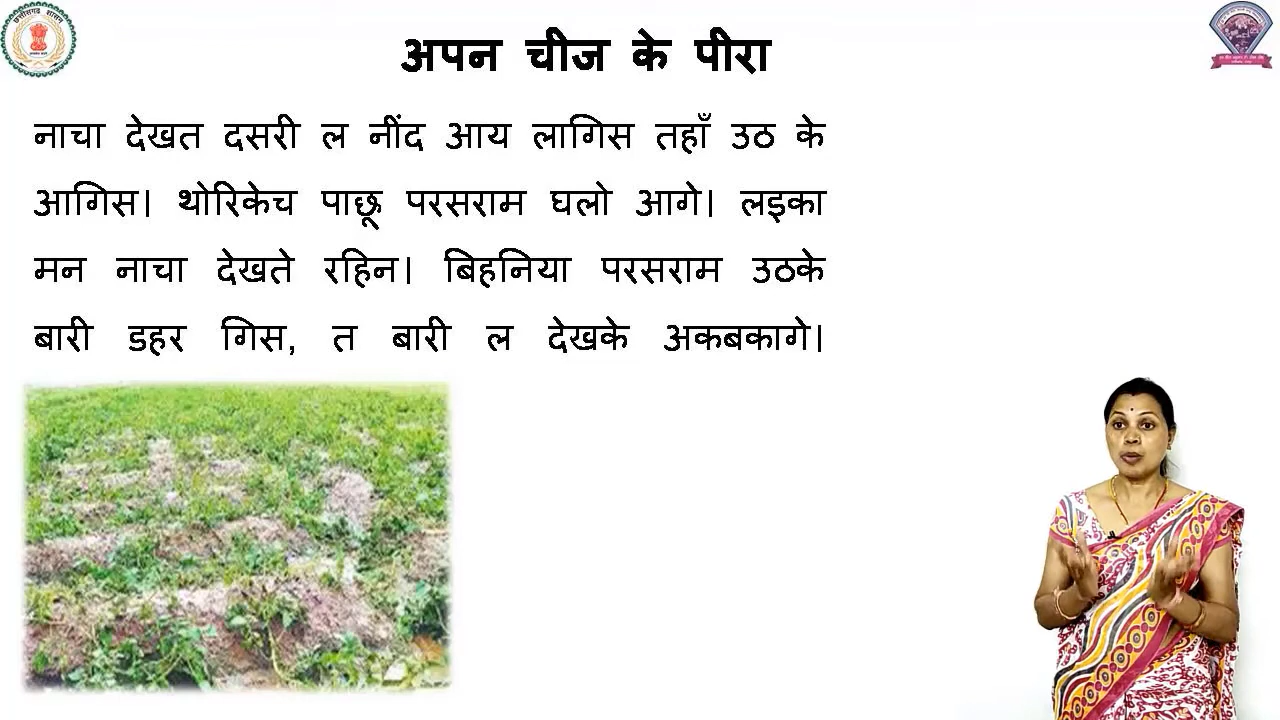 अपन चीज के पीरा
नाचा देखत दसरी ल नींद आय लागिस तहाँ उठ के
आगिस। थोरिकेच पाछू परसराम घलो आगे। लइका
मन नाचा देखते रहिन। बिहनिया परसराम उठके
बारी डहर गिस, त बारी ल देखके अकबकागे।